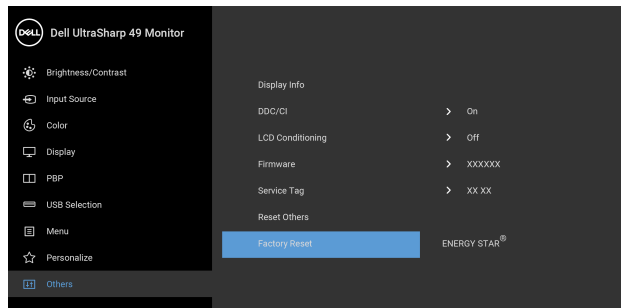 DELL Dell UltraSharp 49 Monitor
Brightness/Contrast
Input Source
Color
Display
PBP
USB Selection
Menu
Personalize
Others
Display Info
DDC/CI > On
LCD Conditioning > Off
Firmware > XXXXXX
Service Tag > XX XX
Reset Others
Factory Reset ENERGY STAR®